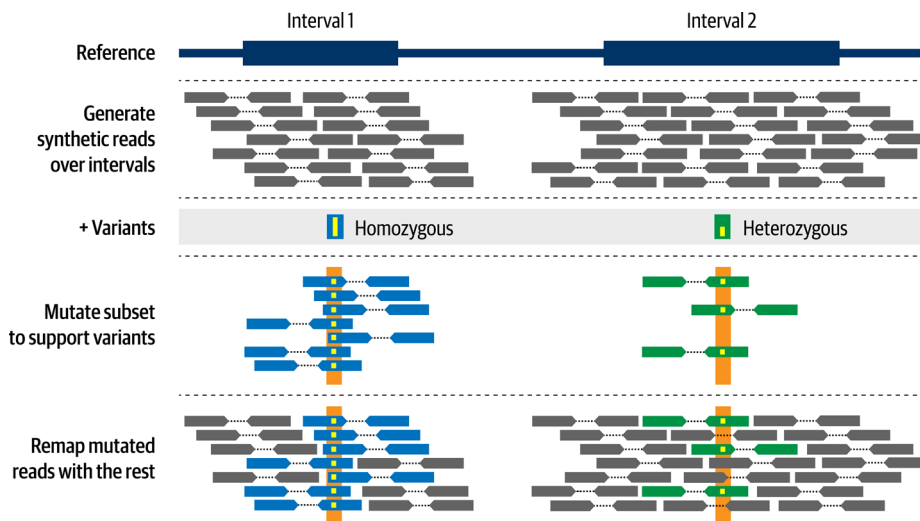 Interval 1
Interval 2
Reference
Generate
synthetic reads
over intervals
+ Variants
Homozygous
Heterozygous
Mutate subset
to support variants
Remap mutated
reads with the rest